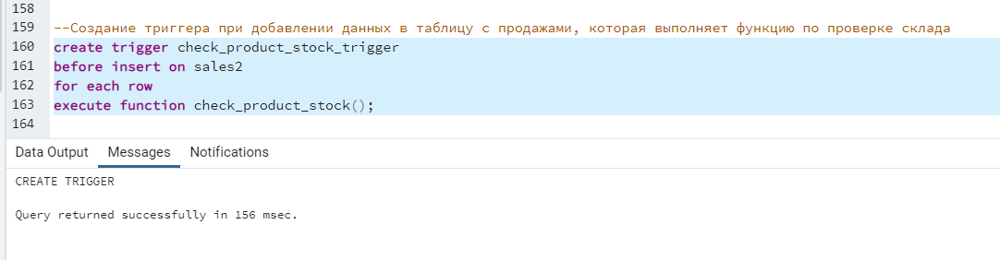 158
159 --Создание триггера при добавлении данных в таблицу с продажами, которая выполняет функцию по проверке склада
160 create trigger check_product_stock_trigger
161 before insert on sales2
162 for each row
163 execute function check_product_stock();
164
Data Output Messages Notifications
CREATE TRIGGER
Query returned successfully in 156 msec.